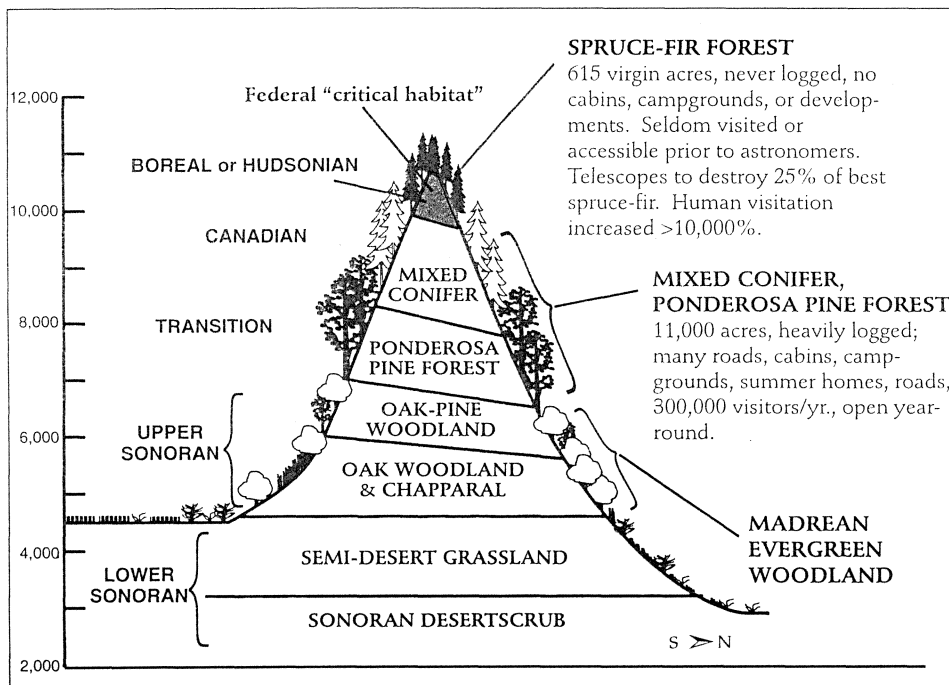 SPRUCE-FIR FOREST
615 virgin acres, never logged, no
cabins, campgrounds, or develop-
ments. Seldom visited or
accessible prior to astronomers.
Telescopes to destroy 25% of best
spruce-fir. Human visitation
increased >10,000%.
12,000
Federal "critical habitat"
BOREAL or HUDSONIAN
10,000
CANADIAN
MIXED
CONIFER
MIXED CONIFER,
PONDEROSA PINE FOREST
11,000 acres, heavily logged;
many roads, cabins, camp-
grounds, summer homes, roads,
300,000 visitors/yr., open year-
round.
8,000
TRANSITION
PONDEROSA
PINE FOREST
OAK-PINE
WOODLAND
6,000
UPPER
SONORAN
OAK WOODLAND
& CHAPPARAL
MADREAN
EVERGREEN
WOODLAND
4,000
SEMI-DESERT GRASSLAND
LOWER
SONORAN
SONORAN DESERTSCRUB
S N
2,000